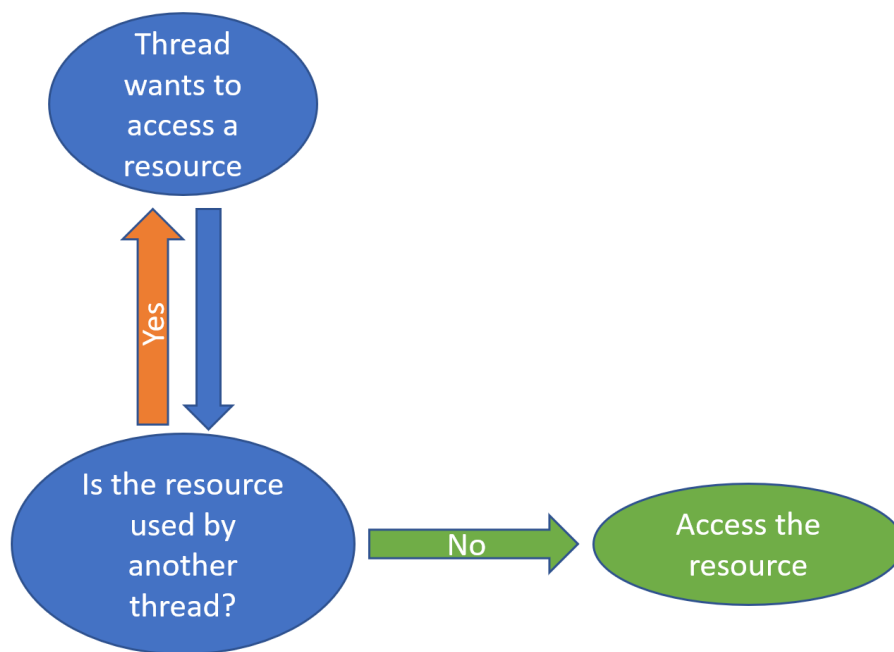 Thread
wants to
access a
resource
Yes
Is the resource
used by
another
thread?
No
Access the
resource